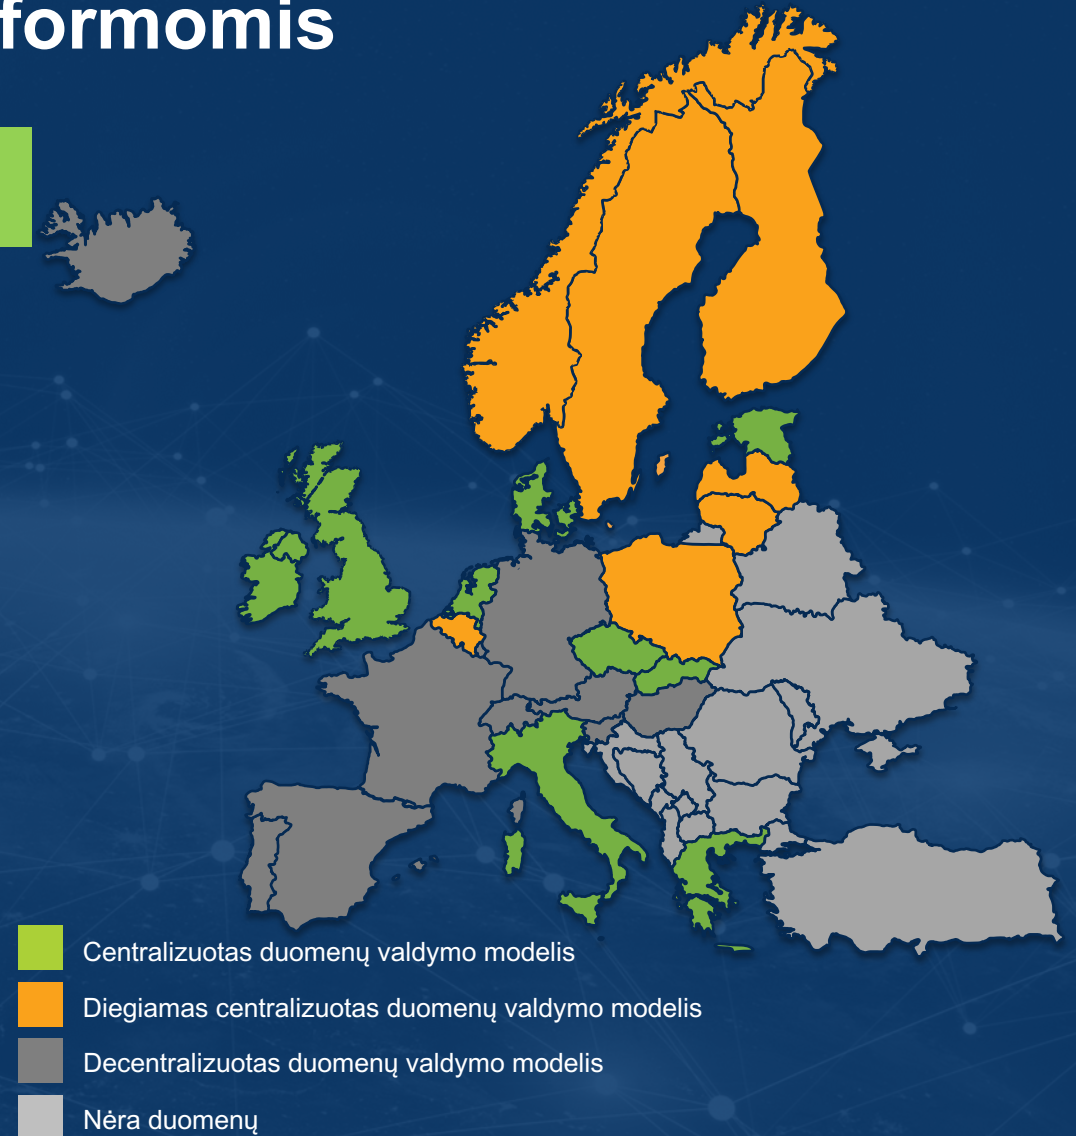 formomis
Centralizuotas duomenų valdymo modelis
Diegiamas centralizuotas duomenų valdymo modelis
Decentralizuotas duomenų valdymo modelis
Nėra duomenų